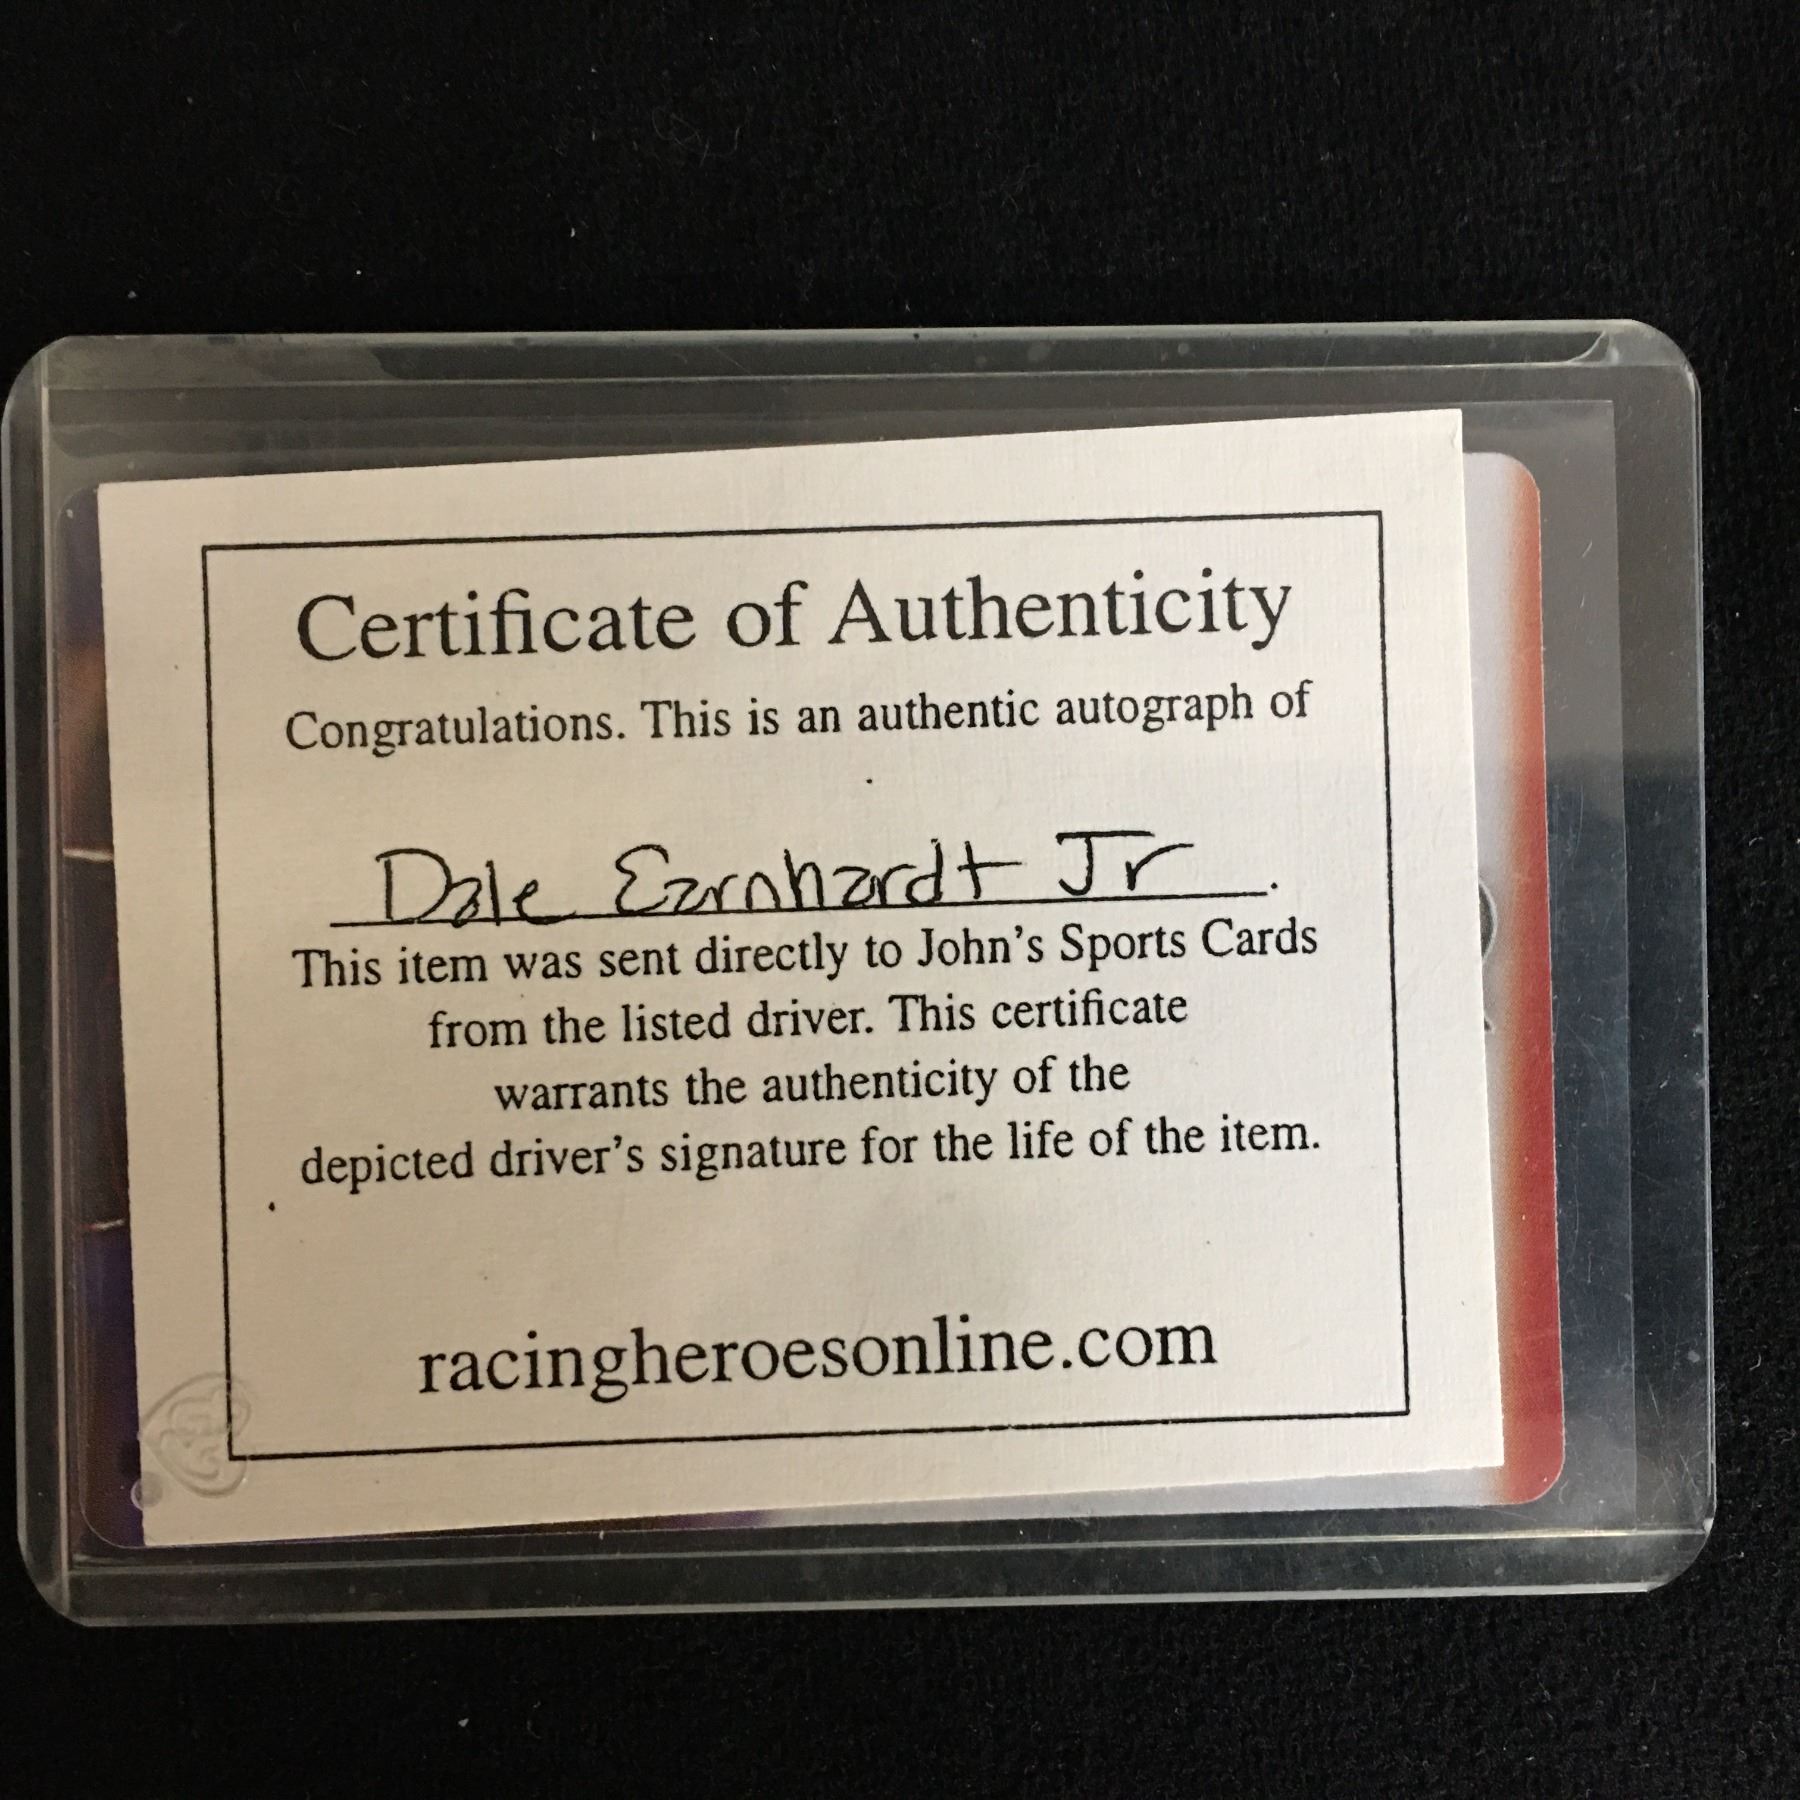 Certificate of Authenticity
Congratulations. This is an authentic autograph of
Dale Earnhardt Jr.
This item was sent directly to John's Sports Cards
from the listed driver. This certificate
warrants the authenticity of the
depicted driver's signature for the life of the item.
racingheroesonline.com